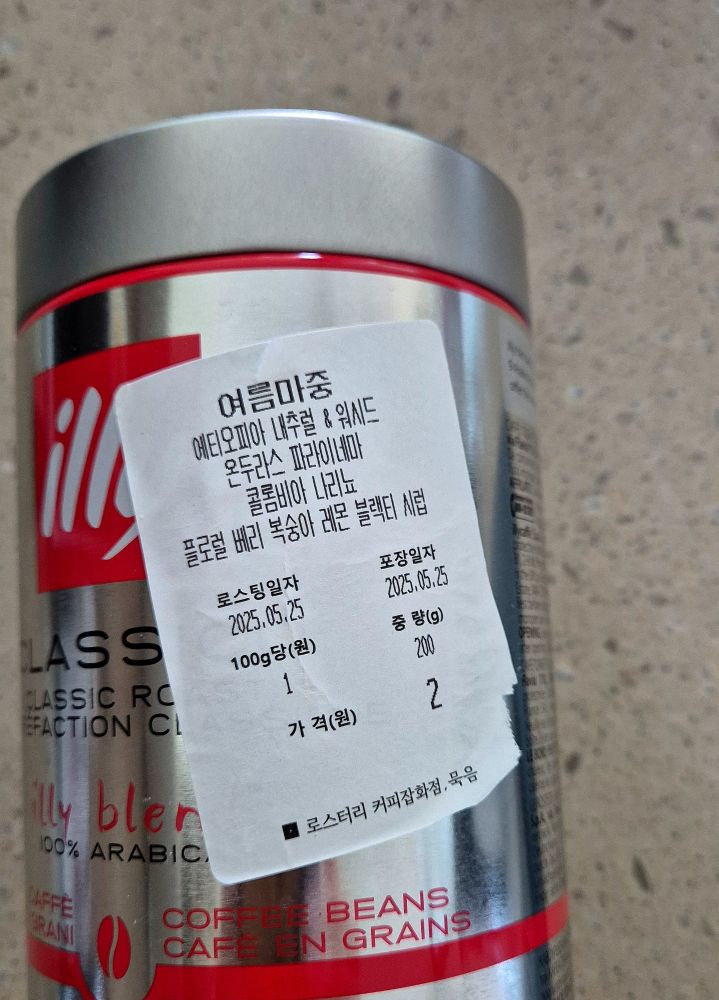 여름마중
에티오피아 내추럴 & 워시드
온두라스 파라이네마
콜롬비아 나리뇨
플로럴 베리 복숭아 레몬 블랙티 시럽
로스팅일자 포장일자
2025.05.25 2025.05.25
100g당(원) 중 량(g)
1 200
가 격(원) 2
■ 로스터리 커피잡화점.묵음
illy
CLASS
CLASSIC RO
EFACTION CL
illy blen
100% ARABICA
CAFFÈ
GRANI
COFFEE BEANS
CAFÉ EN GRAINS